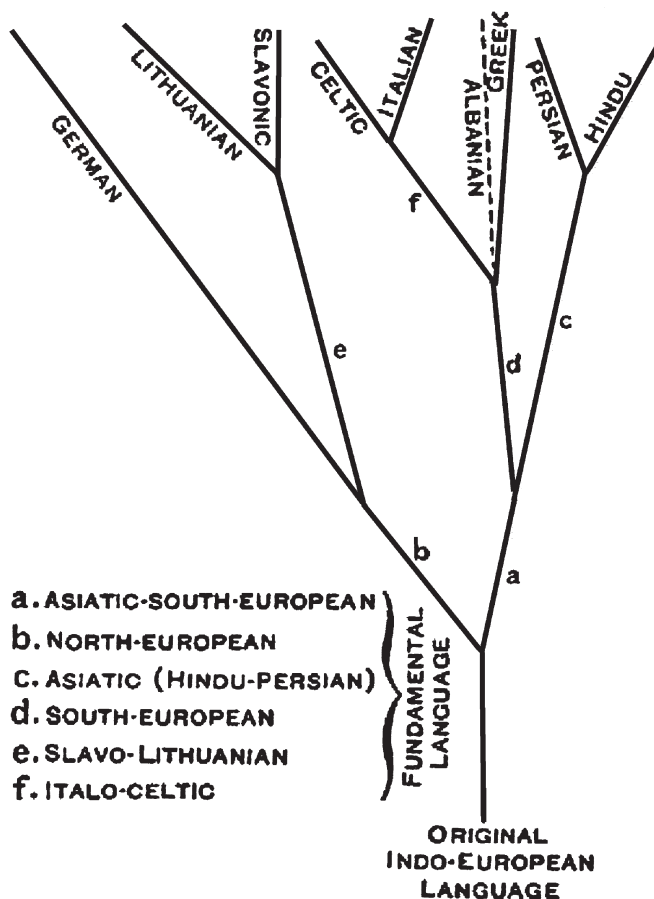 GERMAN
LITHUANIAN
SLAVONIC
CELTIC
ITALIAN
ALBANIAN
GREEK
PERSIAN
HINDU
f
e
d
c
b
a
a. ASIATIC-SOUTH-EUROPEAN
b. NORTH-EUROPEAN
c. ASIATIC (HINDU-PERSIAN)
d. SOUTH-EUROPEAN
e. SLAVO-LITHUANIAN
f. ITALO-CELTIC
FUNDAMENTAL
LANGUAGE
ORIGINAL
INDO-EUROPEAN
LANGUAGE